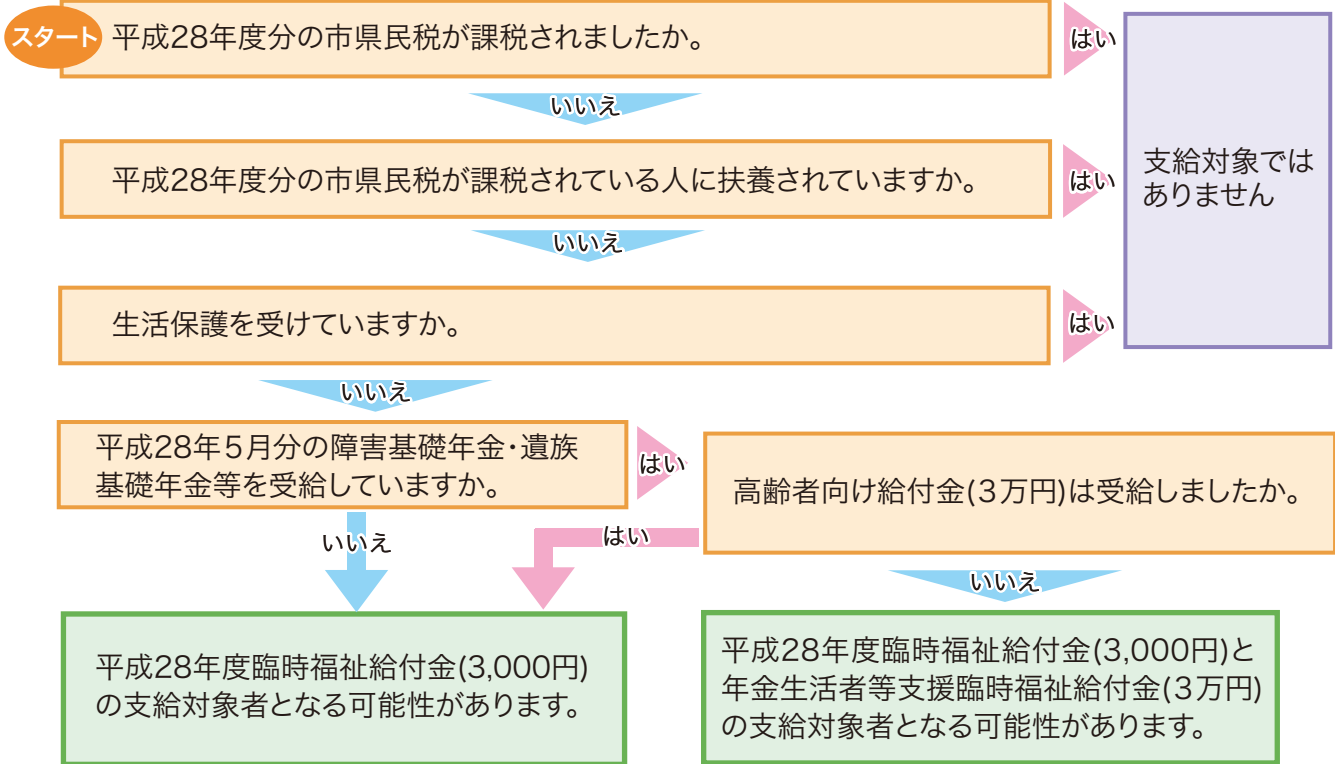 スタート
平成28年度分の市県民税が課税されましたか。
はい
いいえ
平成28年度分の市県民税が課税されている人に扶養されていますか。
はい
支給対象では
ありません
いいえ
生活保護を受けていますか。
はい
いいえ
平成28年5月分の障害基礎年金・遺族
基礎年金等を受給していますか。
はい
高齢者向け給付金(3万円)は受給しましたか。
いいえ
はい
いいえ
平成28年度臨時福祉給付金(3,000円)
の支給対象者となる可能性があります。
平成28年度臨時福祉給付金(3,000円)と
年金生活者等支援臨時福祉給付金(3万円)
の支給対象者となる可能性があります。